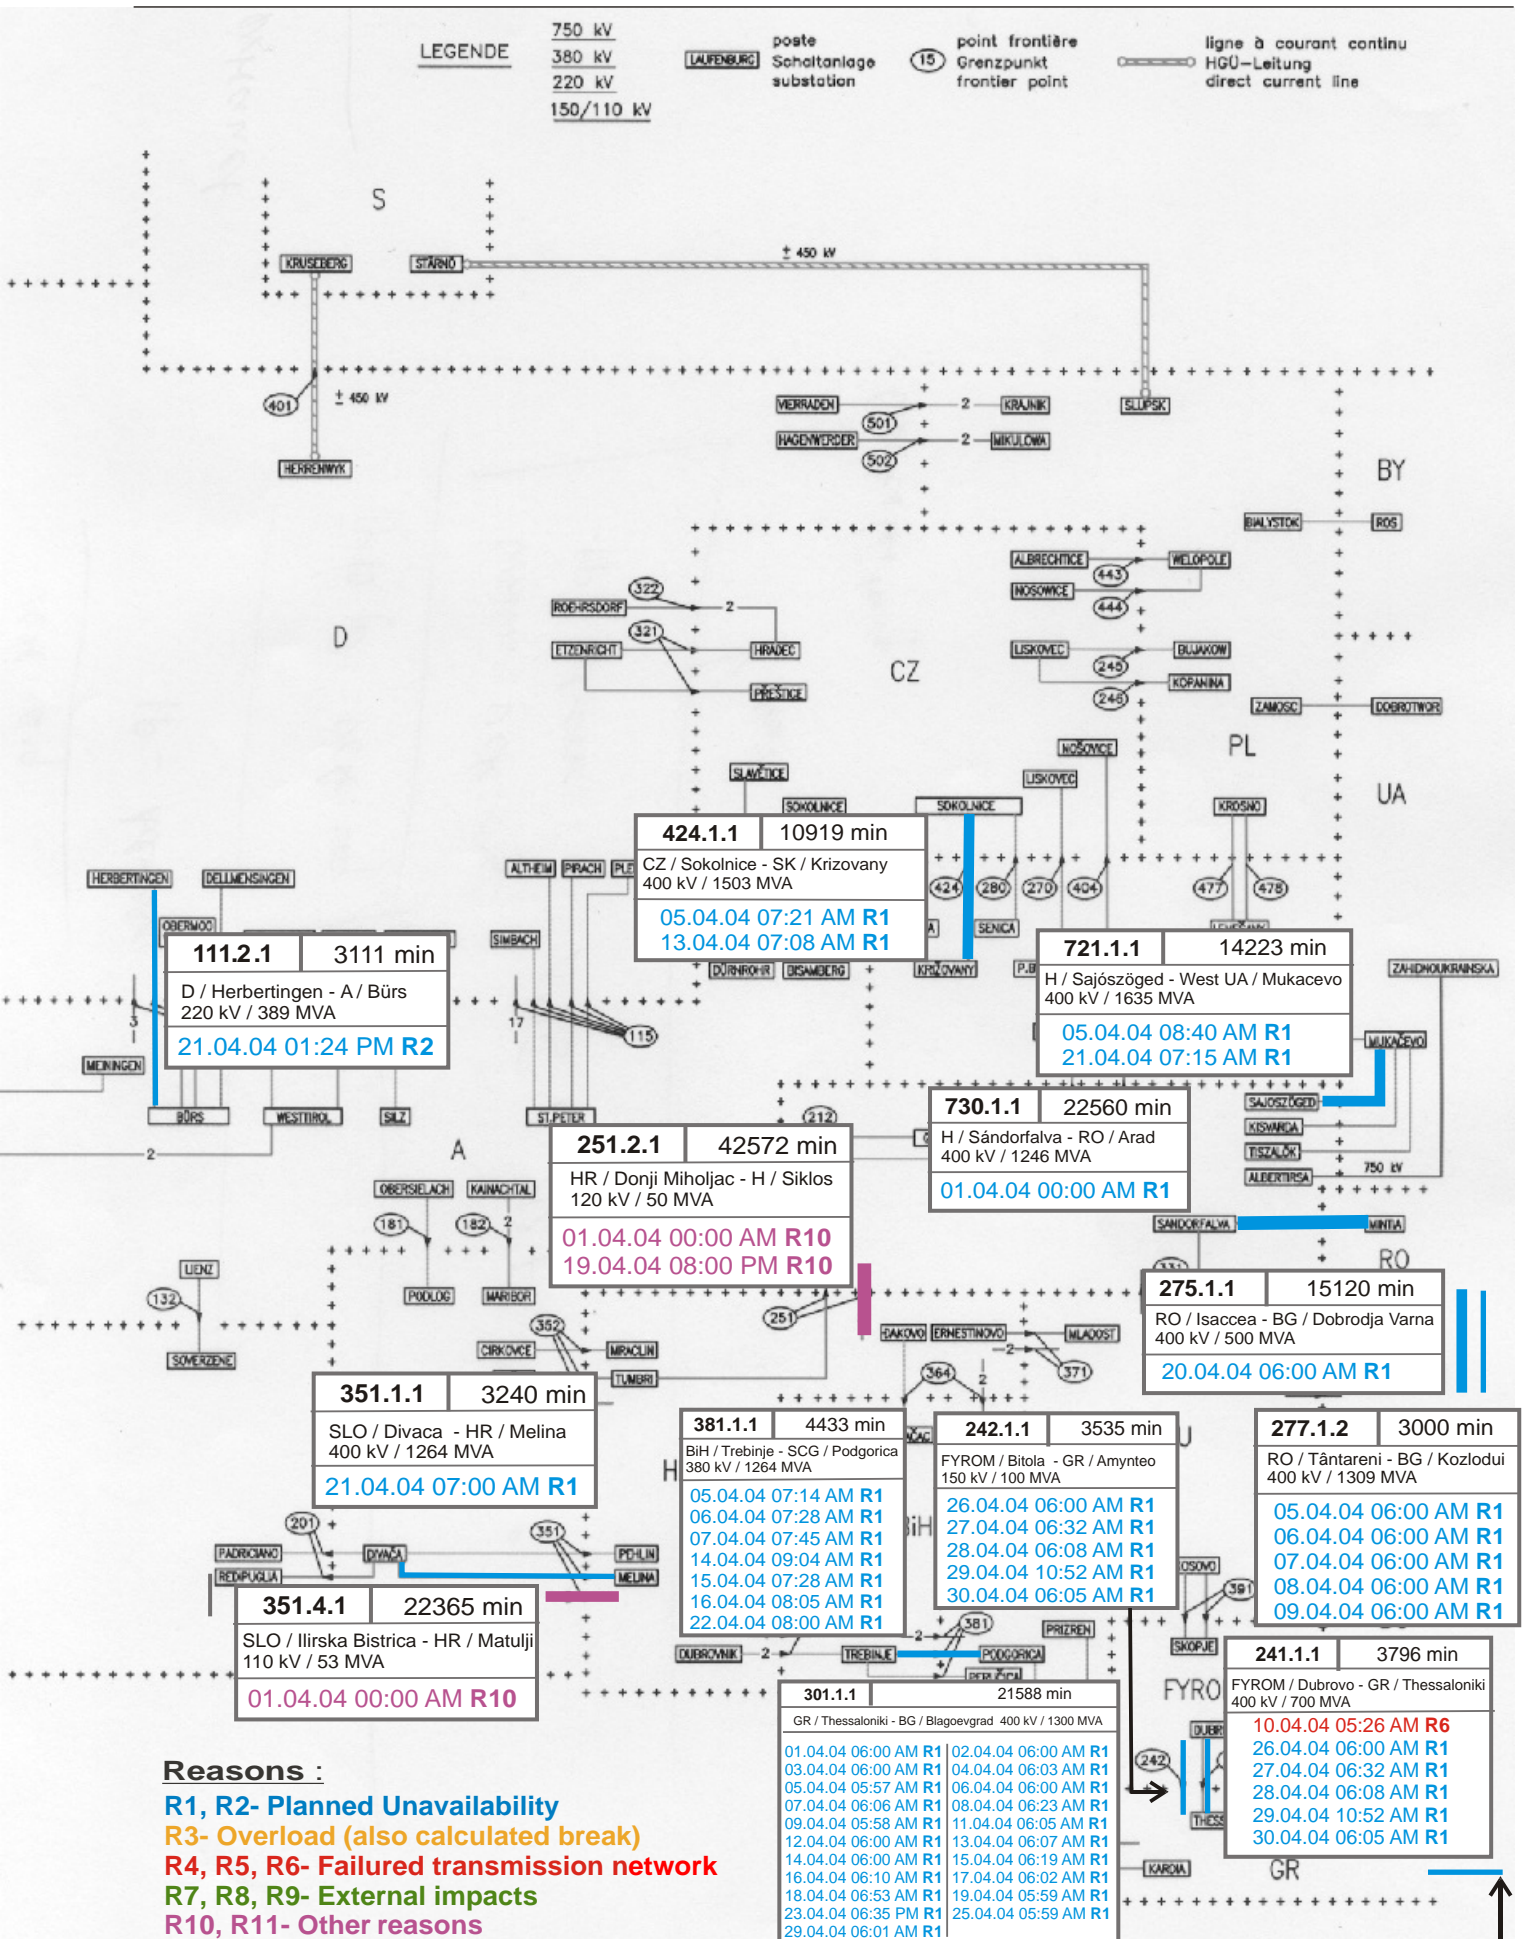 LEGENDE
750 kV
380 kV
220 kV
150/110 kV
LAUFENBURG
poste
Schaltanlage
substation
15
point frontière
Grenzpunkt
frontier point
ligne à courant continu
HGÜ-Leitung
direct current line
S
KRUSEBERG
STÄRNÖ
± 450 kV
401
± 450 kV
HERRENWYK
VIERRADEN
501
2
KRAJNIK
SLUPSK
HAGENWERDER
502
2
MIKULOWA
BY
BIALYSTOK
ROS
ALBRECHTICE
443
WIELOPOLE
NOSOWICE
444
322
ROEHRSDORF
2
321
D
ETZENRICHT
HRADEC
CZ
LISKOVEC
245
BUJAKOW
246
KOPANINA
PŘEŠTICE
ZAMOSC
DOBROTWOR
NOŠOVICE
PL
SLAVĚTICE
LISKOVEC
UA
SOKOLNICE
SOKOLNICE
KROSNO
424.1.1 10919 min
CZ / Sokolnice - SK / Krizovany
400 kV / 1503 MVA
05.04.04 07:21 AM R1
13.04.04 07:08 AM R1
HERBERTINGEN
DELLMENSINGEN
ALTHEIM
PIRACH
424
280
270
404
477
478
SIMBACH
SENICA
111.2.1 3111 min
D / Herbertingen - A / Bürs
220 kV / 389 MVA
21.04.04 01:24 PM R2
721.1.1 14223 min
H / Sajószöged - West UA / Mukacevo
400 kV / 1635 MVA
05.04.04 08:40 AM R1
21.04.04 07:15 AM R1
DÜRNROHR
BISAMBERG
KRIŽOVANY
ZAHIDNOUKRAINSKA
3
17
115
MEININGEN
MUKAČEVO
BÜRS
WESTTIROL
SILZ
ST.PETER
212
SAJOSZÖGED
KISVARDA
TISZALÖK
ALBERTIRSA
750 kV
2
A
730.1.1 22560 min
H / Sándorfalva - RO / Arad
400 kV / 1246 MVA
01.04.04 00:00 AM R1
251.2.1 42572 min
HR / Donji Miholjac - H / Siklos
120 kV / 50 MVA
01.04.04 00:00 AM R10
19.04.04 08:00 PM R10
OBERSIELACH
KAINACHTAL
181
182
2
SANDORFALVA
MINTIA
RO
LIENZ
132
PODLOG
MARIBOR
SOVERZENE
275.1.1 15120 min
RO / Isaccea - BG / Dobrodja Varna
400 kV / 500 MVA
20.04.04 06:00 AM R1
352
251
CIRKOVCE
MRACLIN
TUMBRI
ĐAKOVO
ERNESTINOVO
2
MLADOST
364
2
371
351.1.1 3240 min
SLO / Divaca - HR / Melina
400 kV / 1264 MVA
21.04.04 07:00 AM R1
381.1.1 4433 min
BiH / Trebinje - SCG / Podgorica
380 kV / 1264 MVA
05.04.04 07:14 AM R1
06.04.04 07:28 AM R1
07.04.04 07:45 AM R1
14.04.04 09:04 AM R1
15.04.04 07:28 AM R1
16.04.04 08:05 AM R1
22.04.04 08:00 AM R1
242.1.1 3535 min
FYROM / Bitola - GR / Amynteo
150 kV / 100 MVA
26.04.04 06:00 AM R1
27.04.04 06:32 AM R1
28.04.04 06:08 AM R1
29.04.04 10:52 AM R1
30.04.04 06:05 AM R1
277.1.2 3000 min
RO / Tântareni - BG / Kozlodui
400 kV / 1309 MVA
05.04.04 06:00 AM R1
06.04.04 06:00 AM R1
07.04.04 06:00 AM R1
08.04.04 06:00 AM R1
09.04.04 06:00 AM R1
201
351
PADRICIANO
DIVAČA
PEHLIN
REDIPUGLIA
MELINA
391
SKOPJE
351.4.1 22365 min
SLO / Ilirska Bistrica - HR / Matulji
110 kV / 53 MVA
01.04.04 00:00 AM R10
DUBROVNIK
2
2
381
TREBINJE
PODGORICA
PRIZREN
241.1.1 3796 min
FYROM / Dubrovo - GR / Thessaloniki
400 kV / 700 MVA
10.04.04 05:26 AM R6
26.04.04 06:00 AM R1
27.04.04 06:32 AM R1
28.04.04 06:08 AM R1
29.04.04 10:52 AM R1
30.04.04 06:05 AM R1
301.1.1 21588 min
GR / Thessaloniki - BG / Blagoevgrad 400 kV / 1300 MVA
01.04.04 06:00 AM R1 02.04.04 06:00 AM R1
03.04.04 06:00 AM R1 04.04.04 06:03 AM R1
05.04.04 05:57 AM R1 06.04.04 06:00 AM R1
07.04.04 06:06 AM R1 08.04.04 06:23 AM R1
09.04.04 05:58 AM R1 11.04.04 06:05 AM R1
12.04.04 06:00 AM R1 13.04.04 06:07 AM R1
14.04.04 06:00 AM R1 15.04.04 06:19 AM R1
16.04.04 06:10 AM R1 17.04.04 06:02 AM R1
18.04.04 06:53 AM R1 19.04.04 05:59 AM R1
23.04.04 06:35 PM R1 25.04.04 05:59 AM R1
29.04.04 06:01 AM R1
242
KARDIA
GR
Reasons :
R1, R2- Planned Unavailability
R3- Overload (also calculated break)
R4, R5, R6- Failured transmission network
R7, R8, R9- External impacts
R10, R11- Other reasons